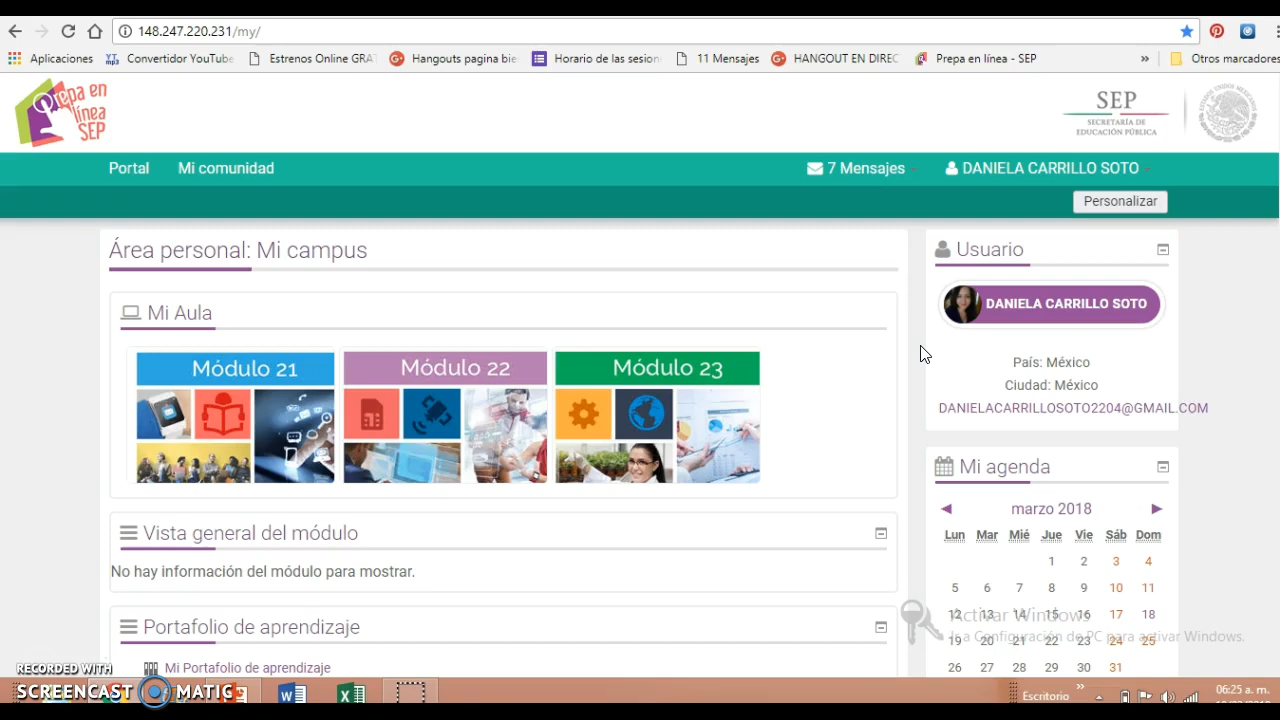 148.247.220.231/my/
Aplicaciones
Convertidor YouTube
Estrenos Online GRAT
Hangouts pagina bie
Horario de las sesion
11 Mensajes
HANGOUT EN DIREC
Prepa en línea - SEP
»
Otros marcadores
Prepa en
línea
SEP
SEP
SECRETARÍA DE
EDUCACIÓN PÚBLICA
Portal
Mi comunidad
7 Mensajes
DANIELA CARRILLO SOTO
Personalizar
Área personal: Mi campus
Mi Aula
Módulo 21
Módulo 22
Módulo 23
Vista general del módulo
No hay información del módulo para mostrar.
Portafolio de aprendizaje
Mi Portafolio de aprendizaje
Usuario
DANIELA CARRILLO SOTO
País: México
Ciudad: México
DANIELACARRILLOSOTO2204@GMAIL.COM
Mi agenda
◄ marzo 2018 ►
Lun Mar Mié Jue Vie Sáb Dom
1 2 3 4
5 6 7 8 9 10 11
12 13 14 15 16 17 18
19 20 21 22 23 24 25
26 27 28 29 30 31
Activar Windows
Ir a Configuración de PC para activar Windows.
RECORDED WITH
SCREENCAST MATIC
Escritorio
»
06:25 a. m.